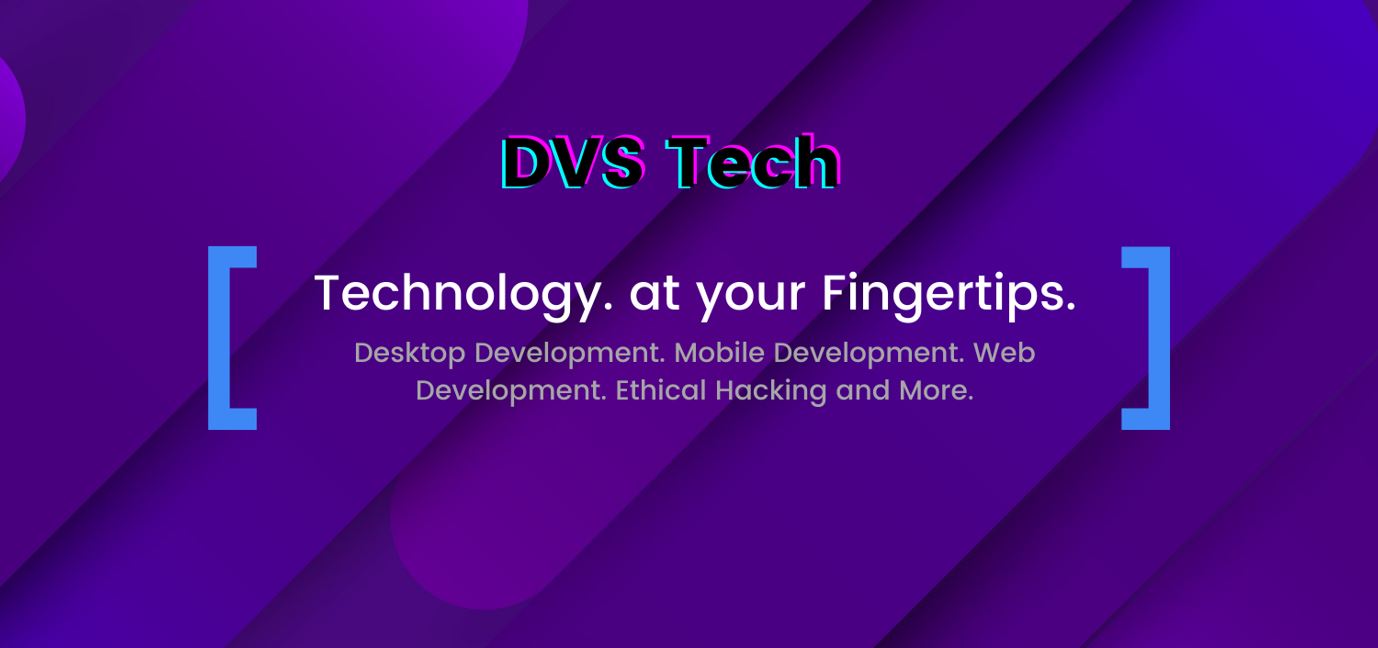 DVS Tech
Technology. at your Fingertips.
Desktop Development. Mobile Development. Web
Development. Ethical Hacking and More.